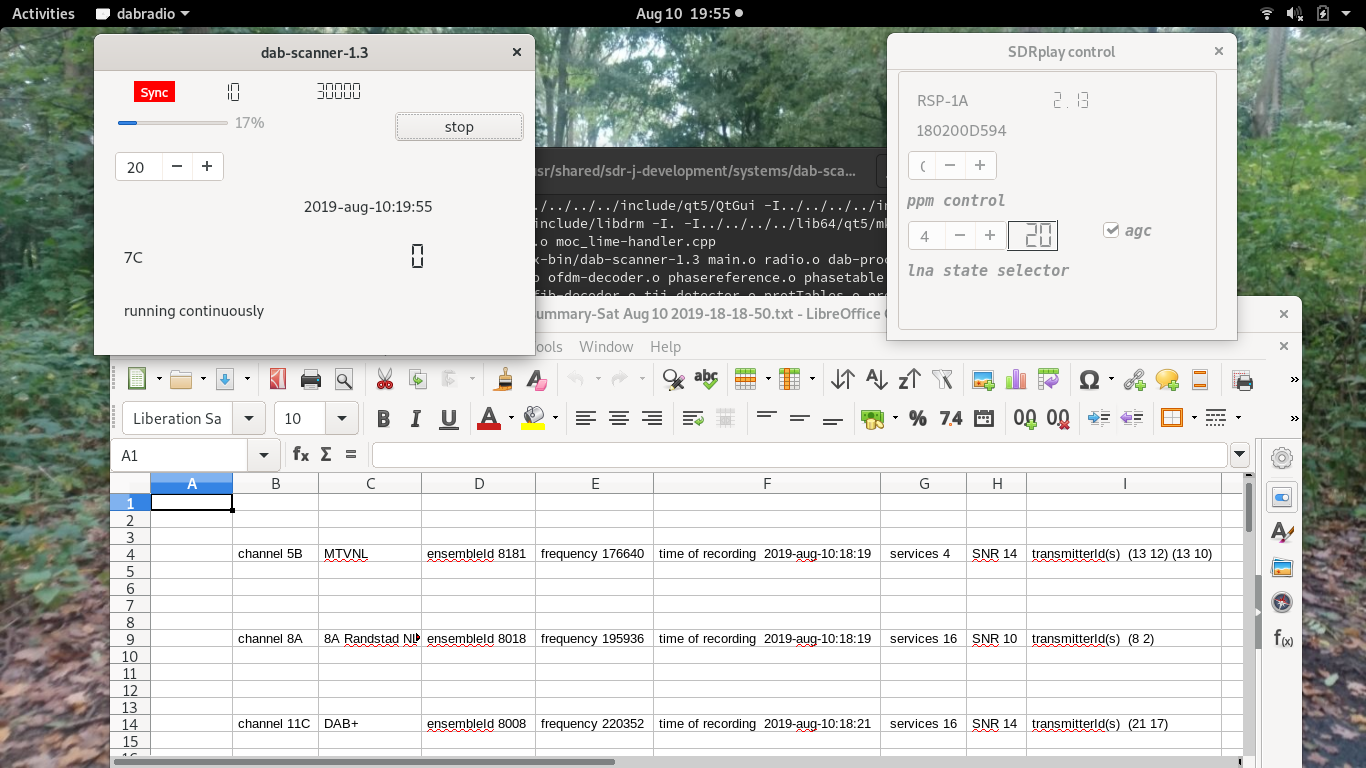 Activities dabradio Aug 10 19:55
dab-scanner-1.3
Sync 10 30000
17%
stop
20
2019-aug-10:19:55
7C 0
running continuously
SDRplay control
RSP-1A 2.13
180200D594
ppm control
4 20 agc
lna state selector
usr/shared/sdr-j-development/systems/dab-sca...
./../../../include/qt5/QtGui -I../../../../in
include/libdrm -I. -I../../../../lib64/qt5/mk
.o moc_lime-handler.cpp
x-bin/dab-scanner-1.3 main.o radio.o dab-proc
o ofdm-decoder.o phasereference.o phasetable
fib-decoder.o tii_detector.o protTables.o pro
ummary-Sat Aug 10 2019-18-18-50.txt - LibreOffice C
ools Window Help
Liberation Sa 10
A1
A B C D E F G H I
1
2
3
4 channel 5B MTVNL ensembleId 8181 frequency 176640 time of recording 2019-aug-10:18:19 services 4 SNR 14 transmitterId(s) (13 12) (13 10)
5
6
7
8
9 channel 8A 8A Randstad NL ensembleId 8018 frequency 195936 time of recording 2019-aug-10:18:19 services 16 SNR 10 transmitterId(s) (8 2)
10
11
12
13
14 channel 11C DAB+ ensembleId 8008 frequency 220352 time of recording 2019-aug-10:18:21 services 16 SNR 14 transmitterId(s) (21 17)
15